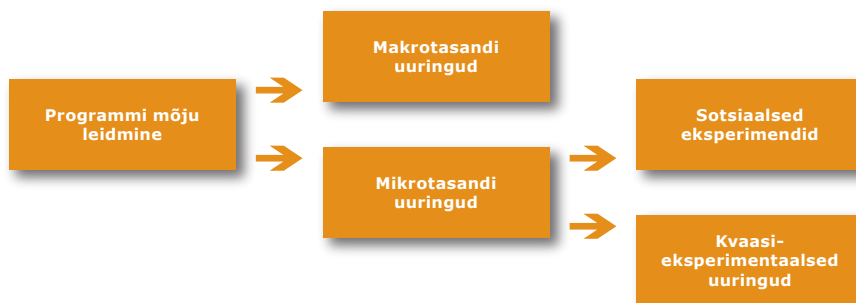 Programmi mõju
leidmine
Makrotasandi
uuringud
Mikrotasandi
uuringud
Sotsiaalsed
eksperimendid
Kvaasi-
eksperimentaalsed
uuringud